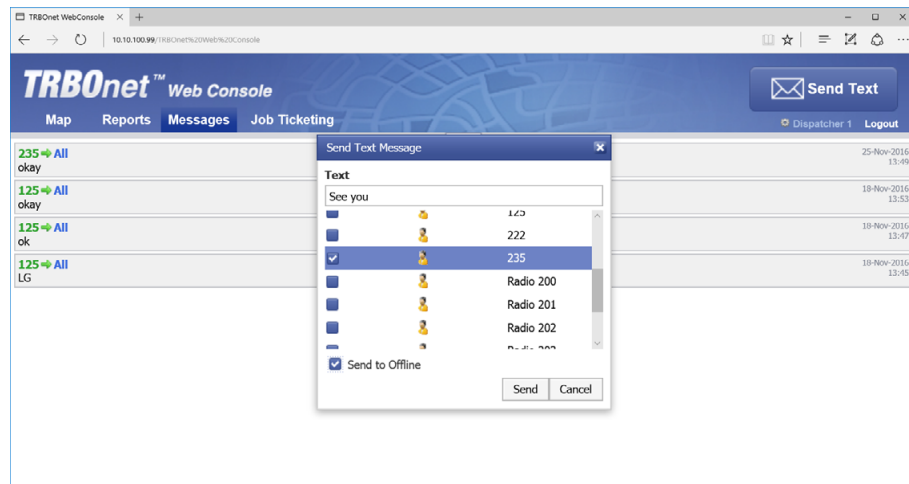 TRBOnet WebConsole
10.10.100.99/TRBOnet%20Web%20Console
TRBOnet™ Web Console
Send Text
Map Reports Messages Job Ticketing
Dispatcher 1 Logout
235 All
okay
25-Nov-2016
13:49
125 All
okay
18-Nov-2016
13:53
125 All
ok
18-Nov-2016
13:47
125 All
LG
18-Nov-2016
13:45
Send Text Message
Text
See you
125
222
235
Radio 200
Radio 201
Radio 202
Send to Offline
Send Cancel